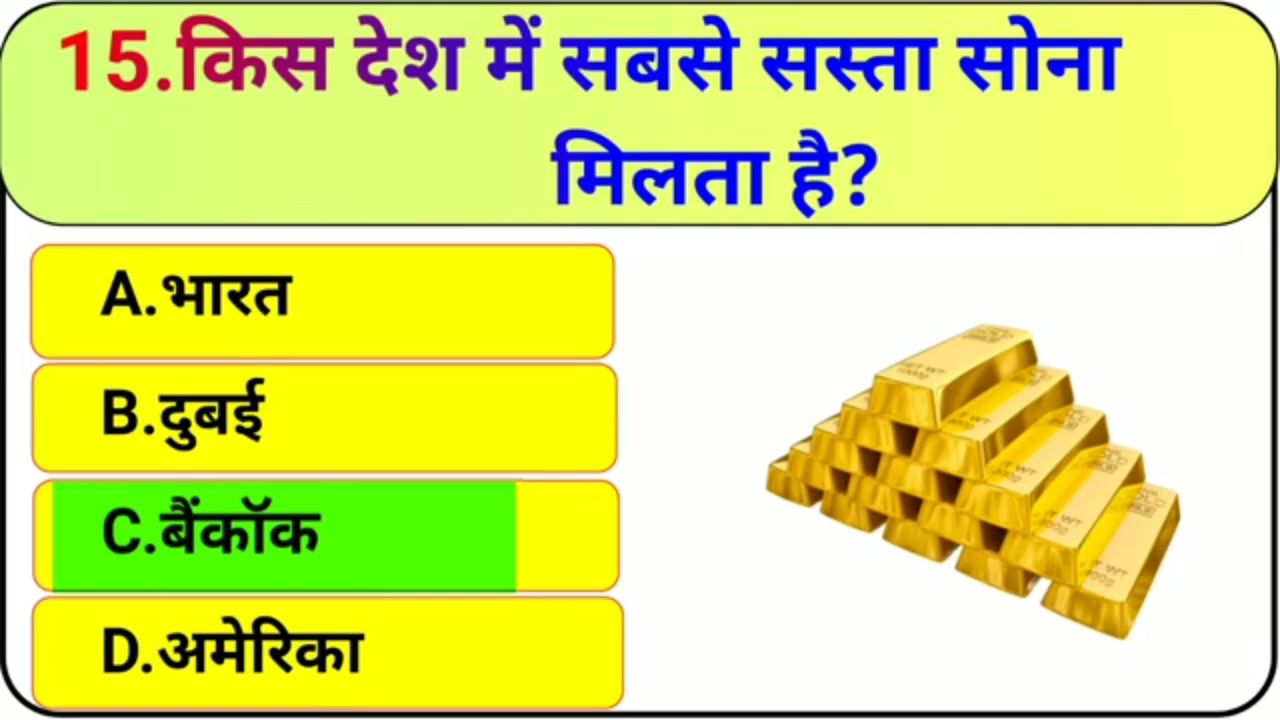 15.किस देश में सबसे सस्ता सोना
मिलता है?
A.भारत
B.दुबई
C.बैंकॉक
D.अमेरिका